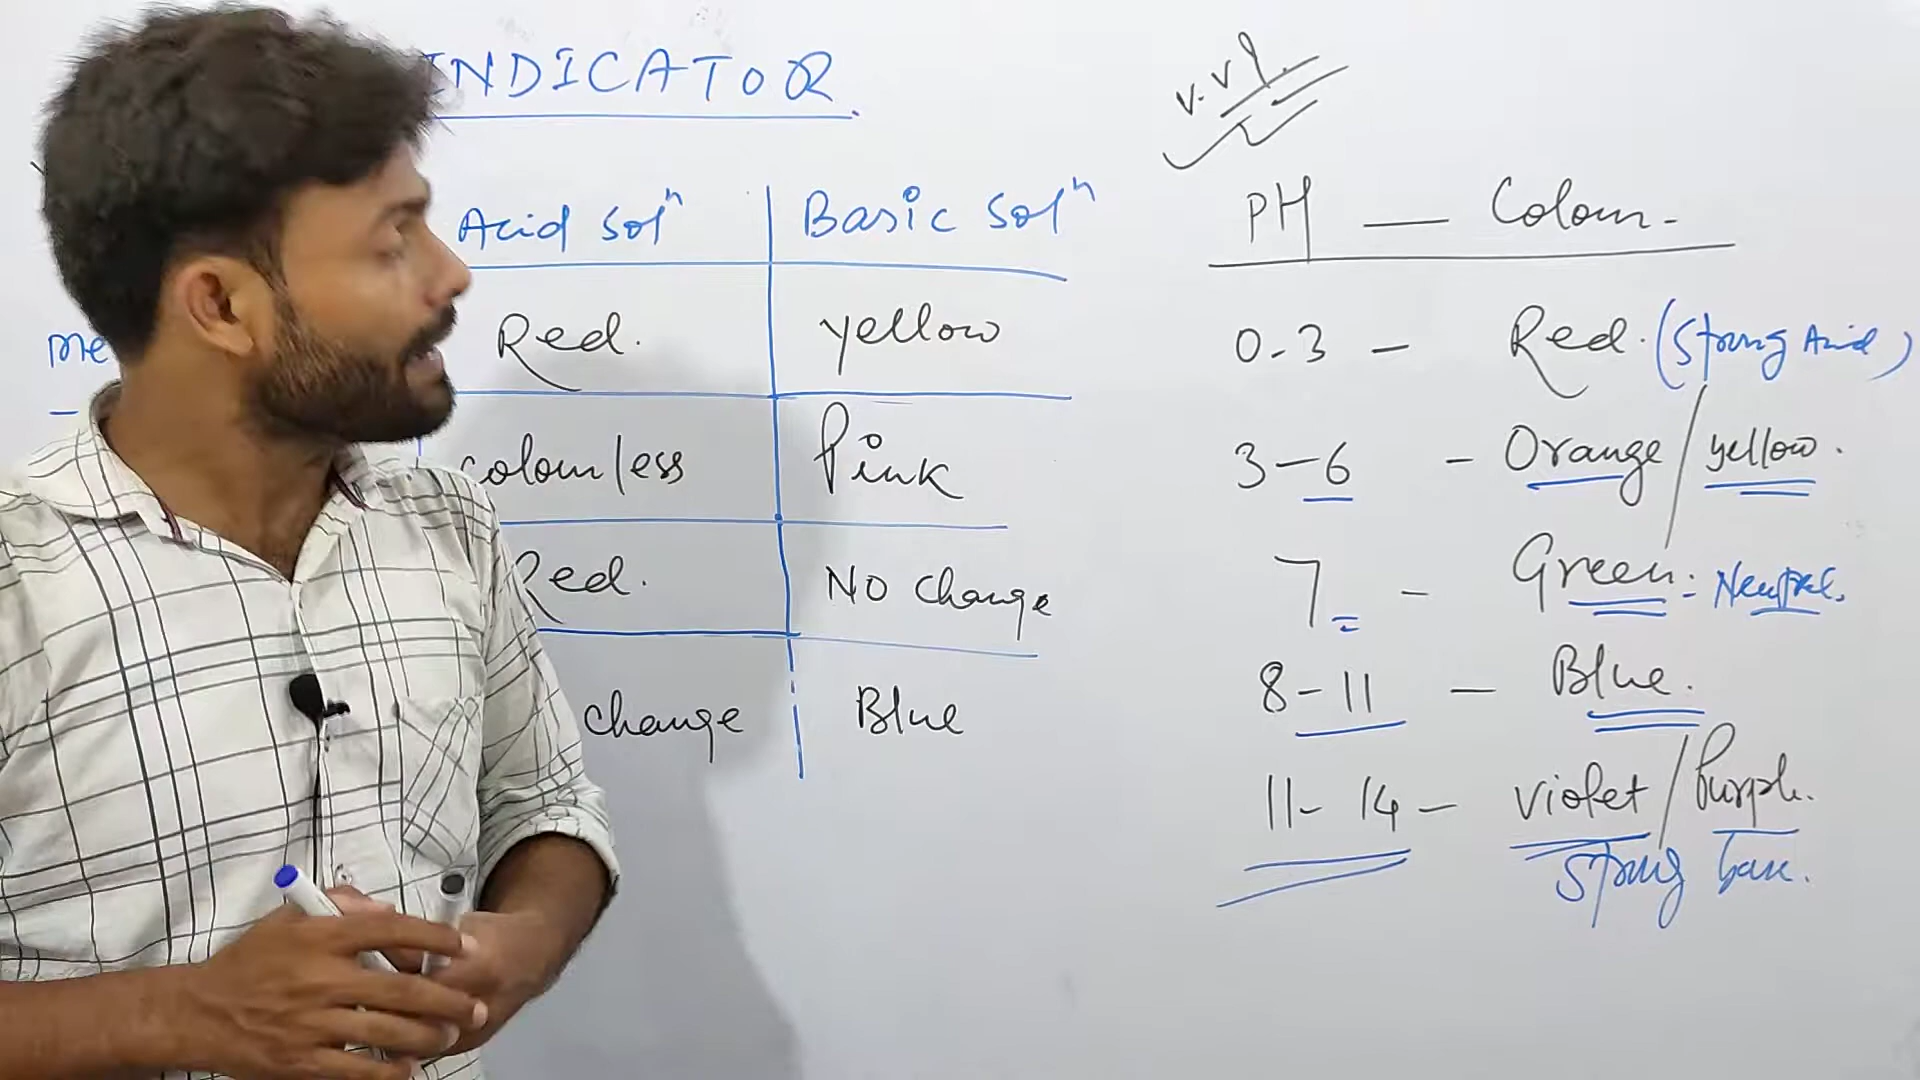 INDICATOR.
V. V. I.
Acid solⁿ Basic solⁿ
PH — Colour -
me Red. yellow
0-3 - Red. (Strong Acid)
colourless Pink
3-6 - Orange / yellow.
Red. NO change
7 - Green: Neutral.
change Blue
8-11 - Blue.
11-14 - violet / Purple.
Strong base.